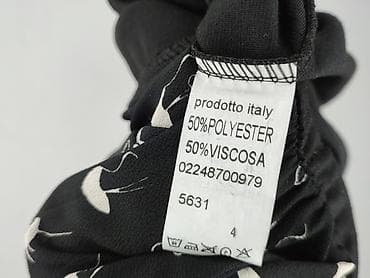 prodotto italy
50%POLYESTER
50%VISCOSA
02248700979
5631
4